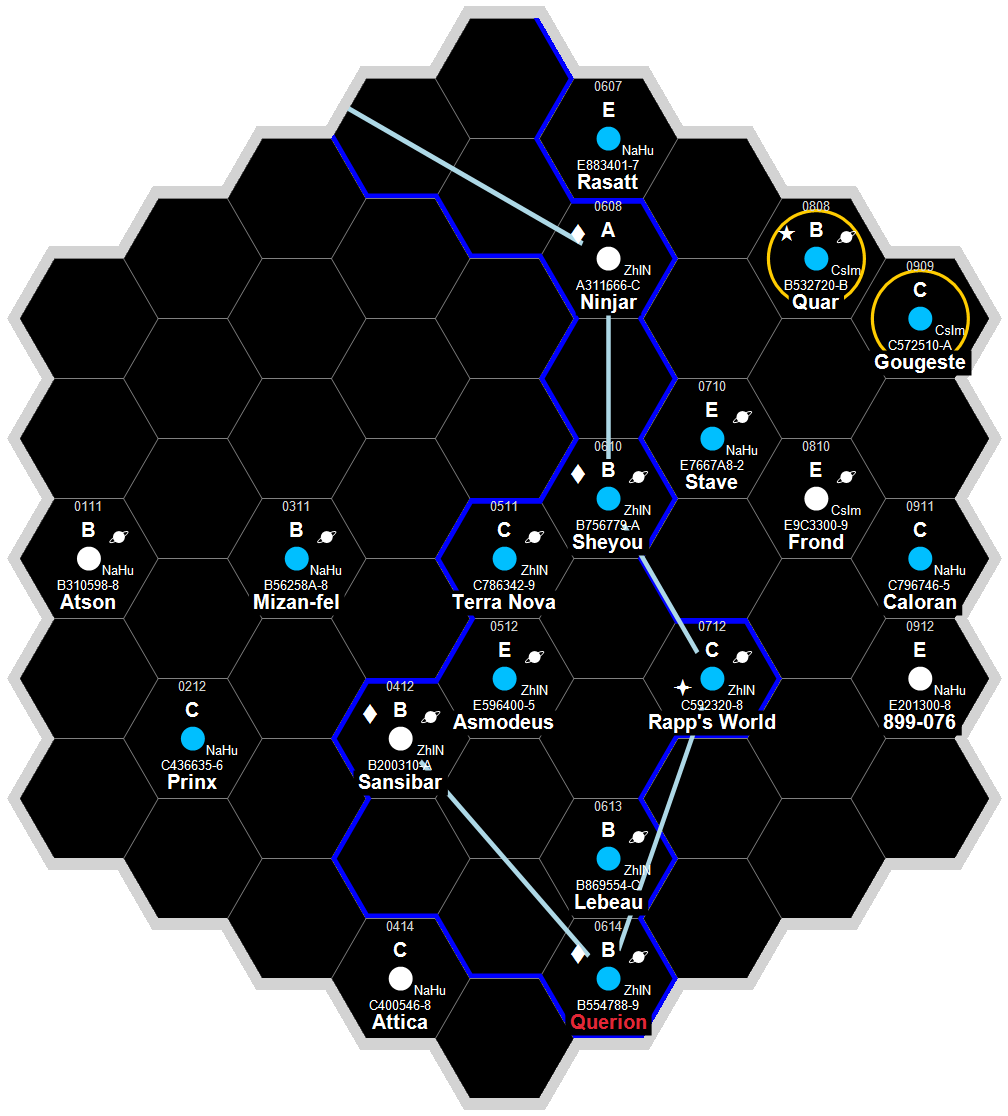 0607
E
NaHu
E883401-7
Rasatt
0608
A
ZhIN
A311666-C
Ninjar
0808
B
CsIm
B532720-B
Quar
0909
C
CsIm
C572510-A
Gougeste
0710
E
NaHu
E7667A8-2
Stave
0610
B
ZhIN
B756779-A
Sheyou
0810
E
CsIm
E9C3300-9
Frond
0111
B
NaHu
B310598-8
Atson
0311
B
NaHu
B56258A-8
Mizan-fel
0511
C
ZhIN
C786342-9
Terra Nova
0911
C
NaHu
C796746-5
Caloran
0512
E
ZhIN
E596400-5
Asmodeus
0712
C
ZhIN
C592320-8
Rapp's World
0912
E
NaHu
E201300-8
899-076
0212
C
NaHu
C436635-6
Prinx
0412
B
ZhIN
B200310-A
Sansibar
0613
B
ZhIN
B869554-C
Lebeau
0414
C
NaHu
C400546-8
Attica
0614
B
ZhIN
B554788-9
Querion